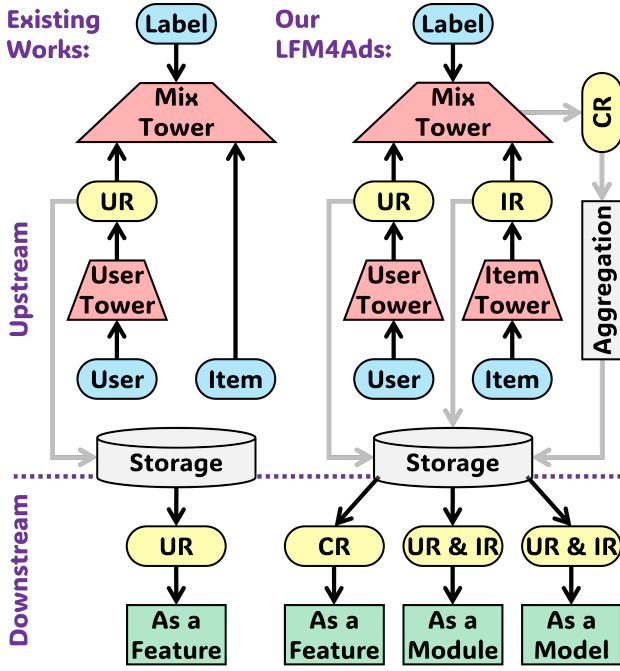 Existing
Works:
Label
Mix
Tower
UR
User
Tower
User
Item
Storage
UR
As a
Feature
Our
LFM4Ads:
Label
Mix
Tower
CR
UR
IR
User
Tower
Item
Tower
Aggregation
User
Item
Storage
CR
UR & IR
UR & IR
As a
Feature
As a
Module
As a
Model
Upstream
Downstream